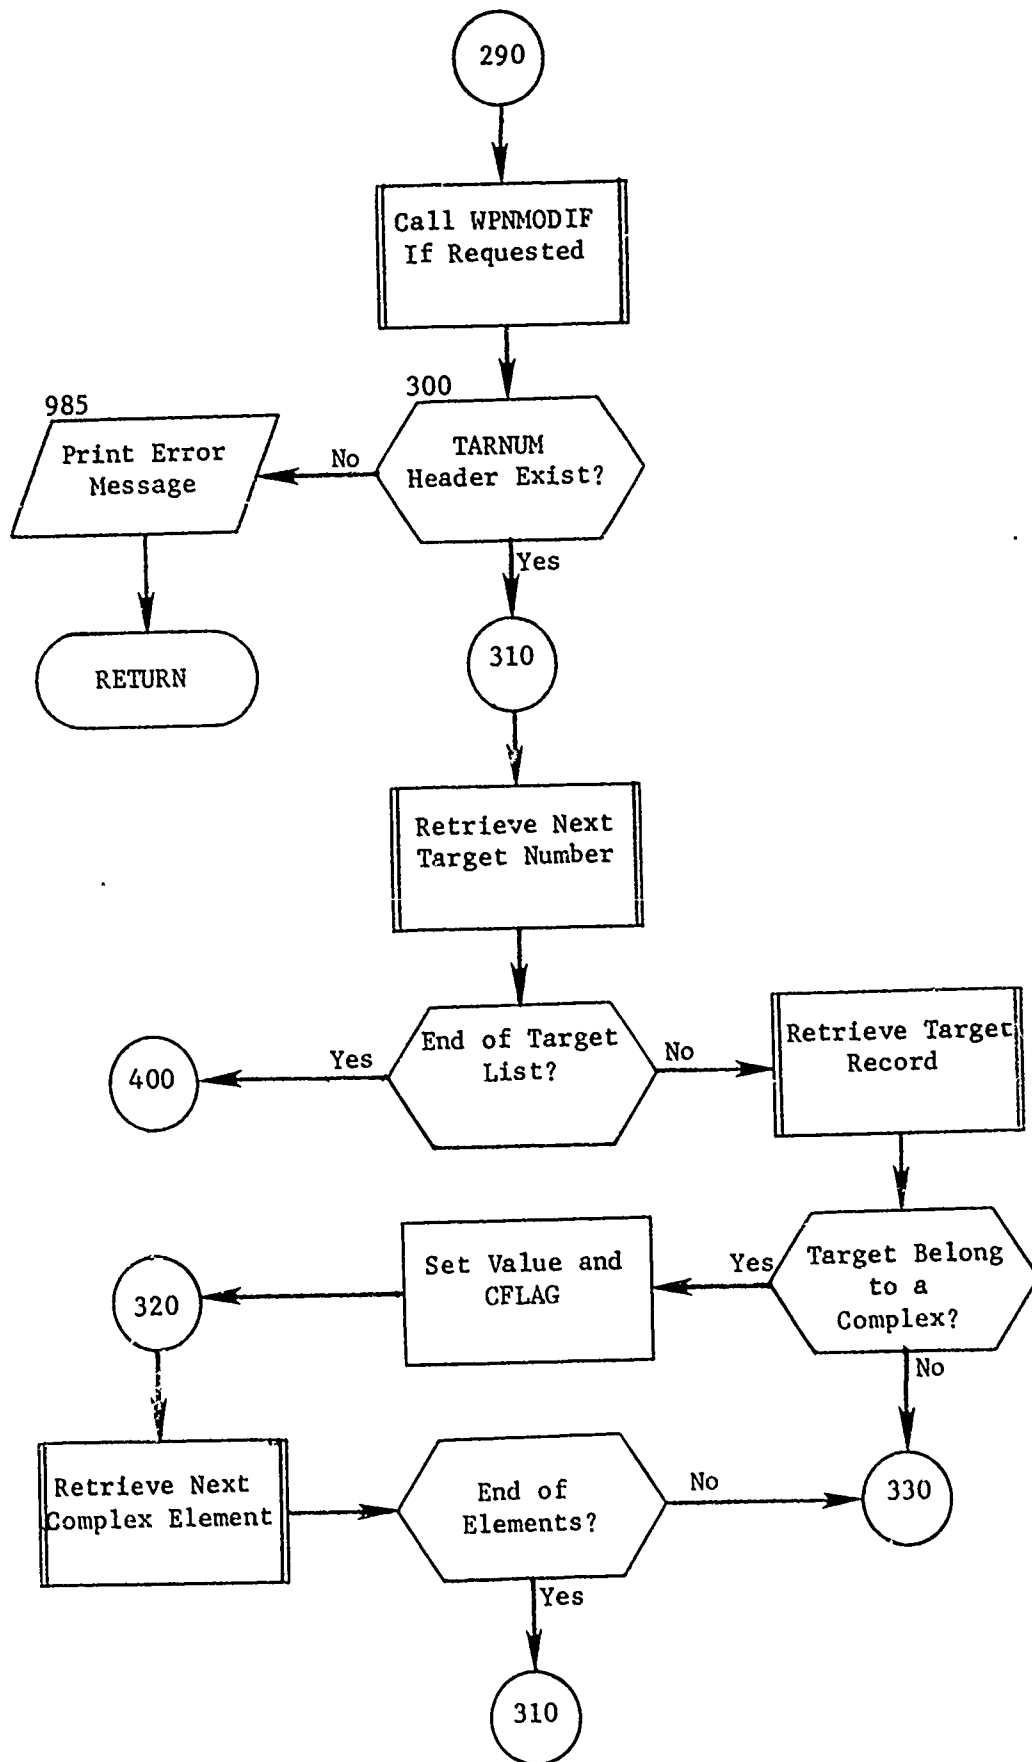 290
Call WPNMODIF
If Requested
300
985
TARNUM
Header Exist?
No
Print Error
Message
Yes
RETURN
310
Retrieve Next
Target Number
End of Target
List?
Yes
No
400
Retrieve Target
Record
Target Belong
to a
Complex?
Yes
Set Value and
CFLAG
320
No
Retrieve Next
Complex Element
End of
Elements?
No
330
Yes
310